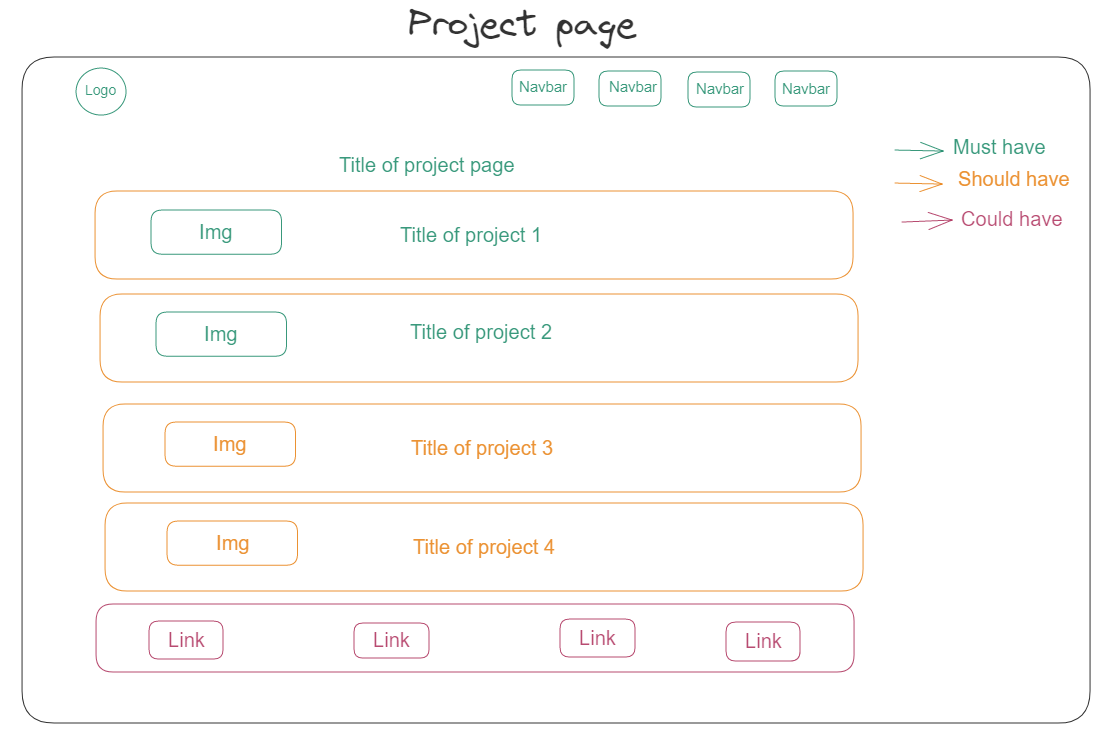 Project page
Logo
Navbar
Navbar
Navbar
Navbar
Must have
Title of project page
Should have
Could have
Img
Title of project 1
Img
Title of project 2
Img
Title of project 3
Img
Title of project 4
Link
Link
Link
Link